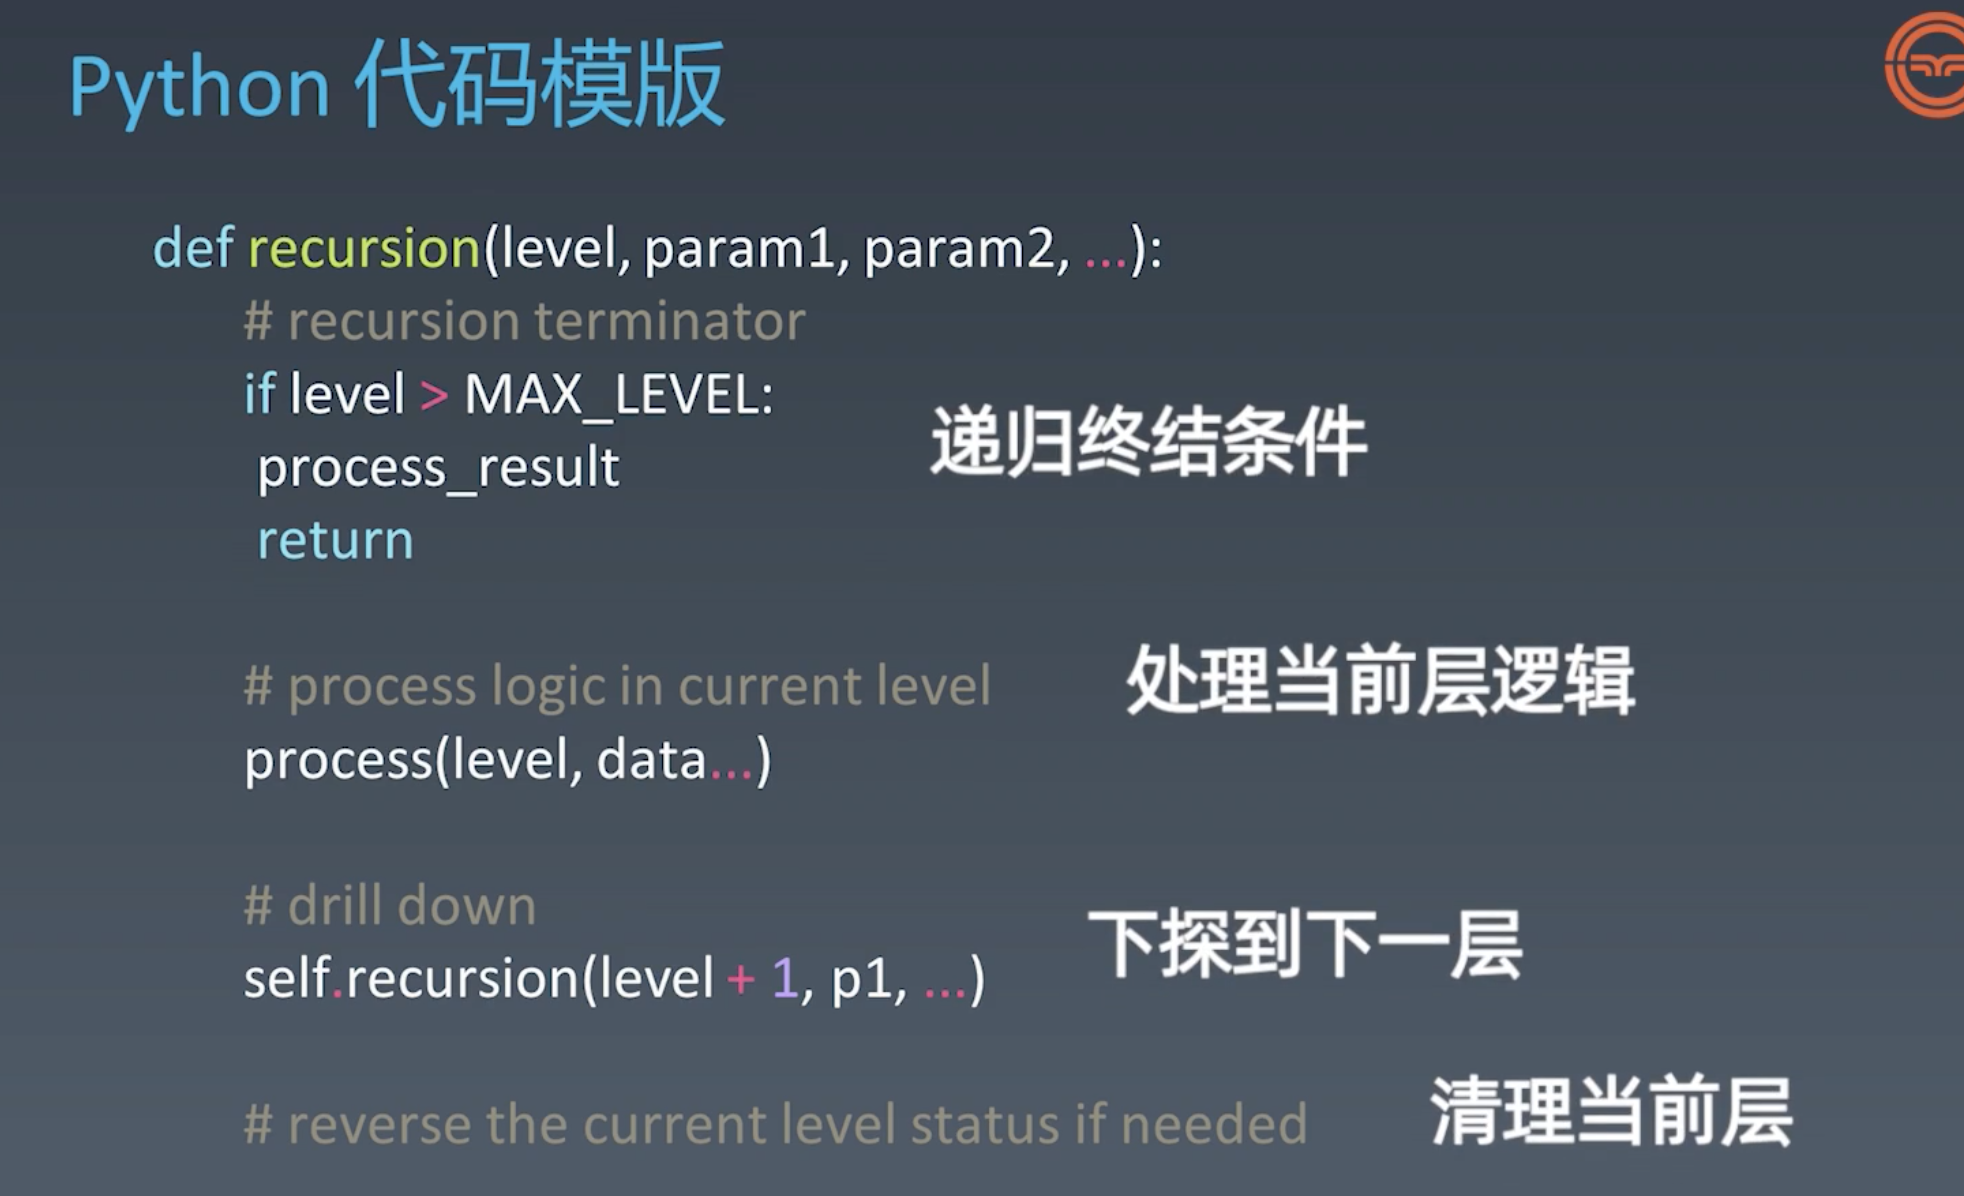 Python 代码模版
def recursion(level, param1, param2, ...):
# recursion terminator
if level > MAX_LEVEL:
process_result
return
递归终结条件
# process logic in current level
process(level, data...)
处理当前层逻辑
# drill down
self.recursion(level + 1, p1, ...)
下探到下一层
# reverse the current level status if needed
清理当前层